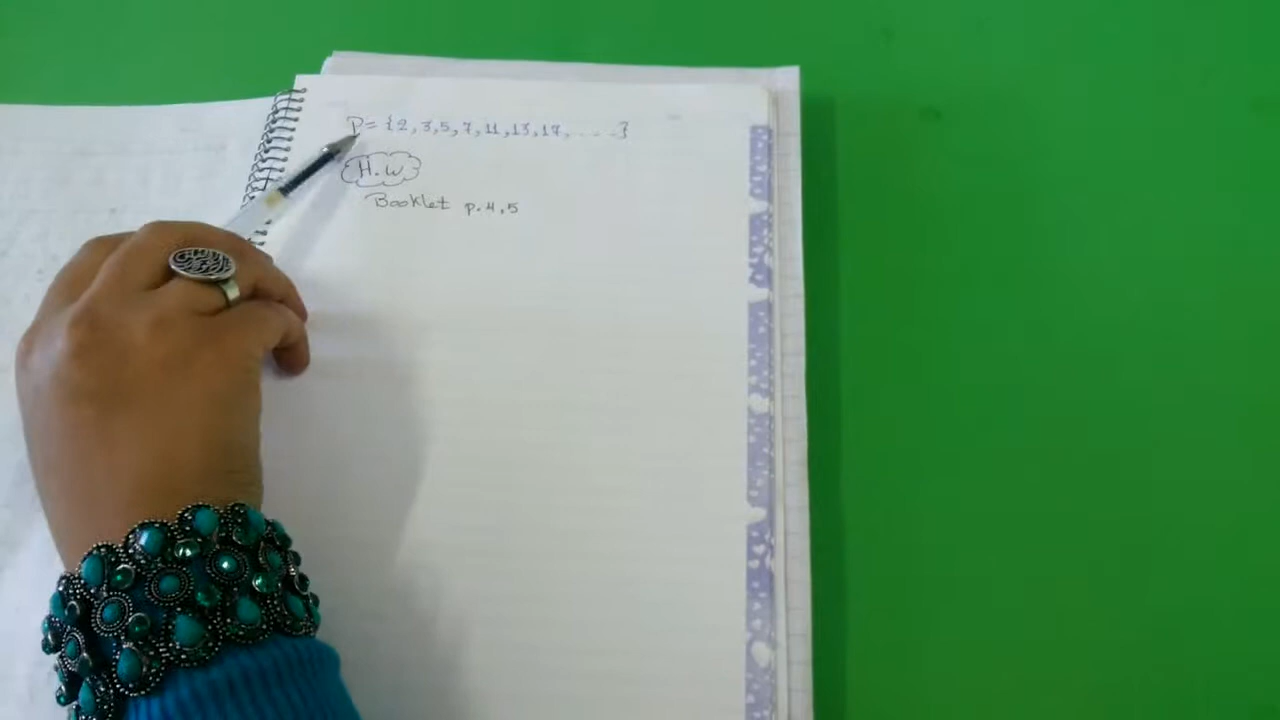 P= {2,3,5,7,11,13,17,.....}
H.W
Booklet p.4,5